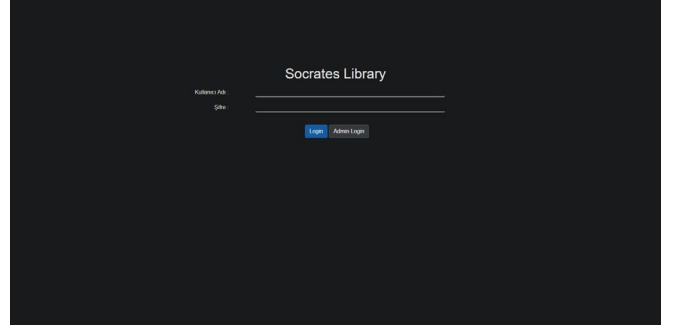 Socrates Library
Kullanıcı Adı :
Şifre :
Login Admin Login